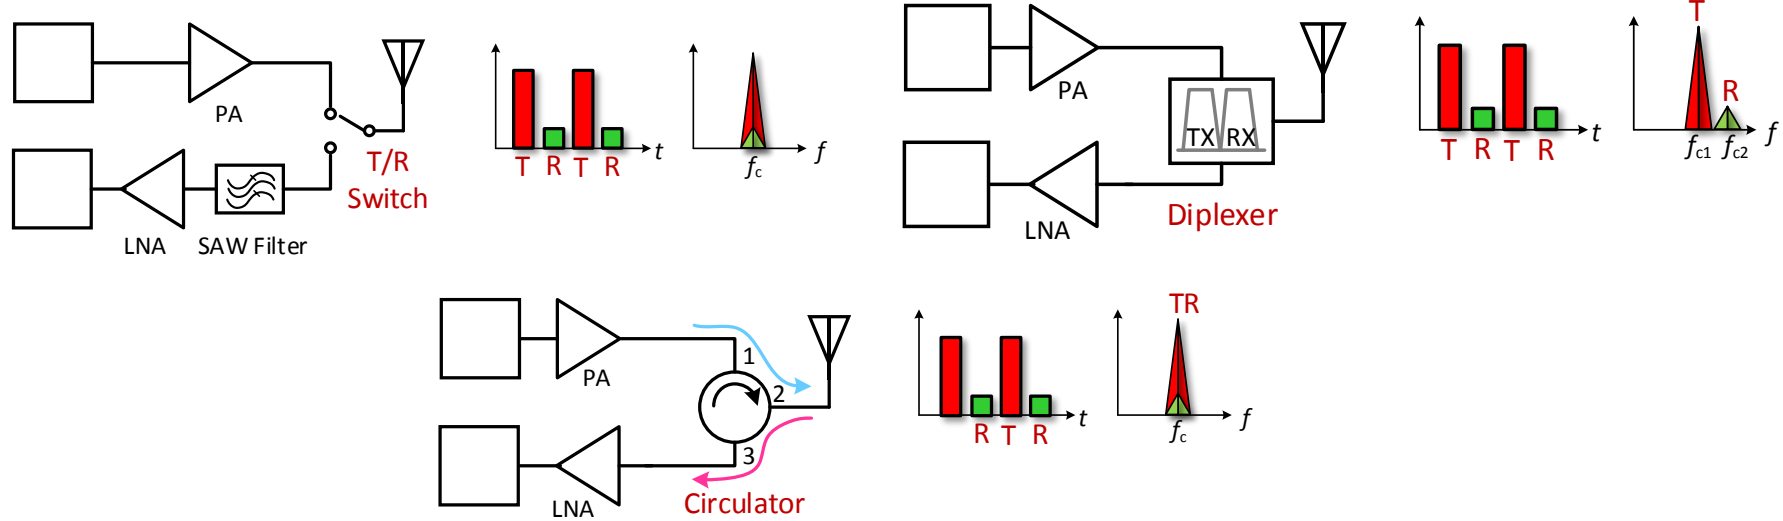 PA
T/R
Switch
LNA
SAW Filter
T R T R
t
fc
f
PA
TX RX
LNA
Diplexer
T R T R
t
T
R
fc1 fc2
f
PA
1
2
3
LNA
Circulator
R T R
t
TR
fc
f